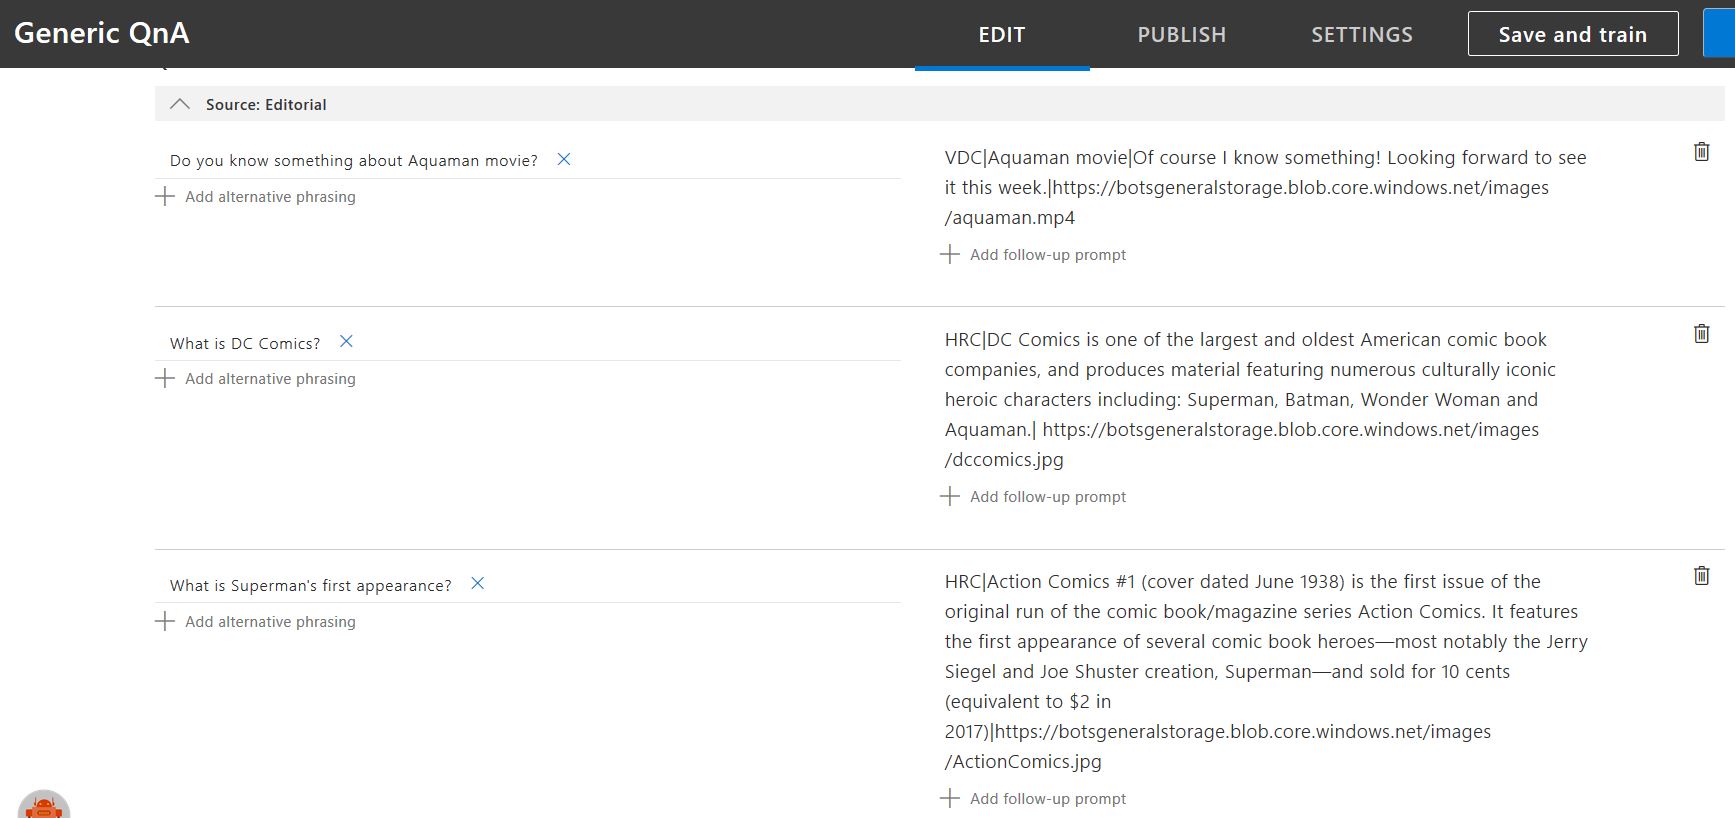 Generic QnA
EDIT
PUBLISH
SETTINGS
Save and train
Source: Editorial
Do you know something about Aquaman movie?
Add alternative phrasing
VDC|Aquaman movie|Of course I know something! Looking forward to see
it this week.|https://botsgeneralstorage.blob.core.windows.net/images
/aquaman.mp4
Add follow-up prompt
What is DC Comics?
Add alternative phrasing
HRC|DC Comics is one of the largest and oldest American comic book
companies, and produces material featuring numerous culturally iconic
heroic characters including: Superman, Batman, Wonder Woman and
Aquaman.| https://botsgeneralstorage.blob.core.windows.net/images
/dccomics.jpg
Add follow-up prompt
What is Superman's first appearance?
Add alternative phrasing
HRC|Action Comics #1 (cover dated June 1938) is the first issue of the
original run of the comic book/magazine series Action Comics. It features
the first appearance of several comic book heroes—most notably the Jerry
Siegel and Joe Shuster creation, Superman—and sold for 10 cents
(equivalent to $2 in
2017)|https://botsgeneralstorage.blob.core.windows.net/images
/ActionComics.jpg
Add follow-up prompt